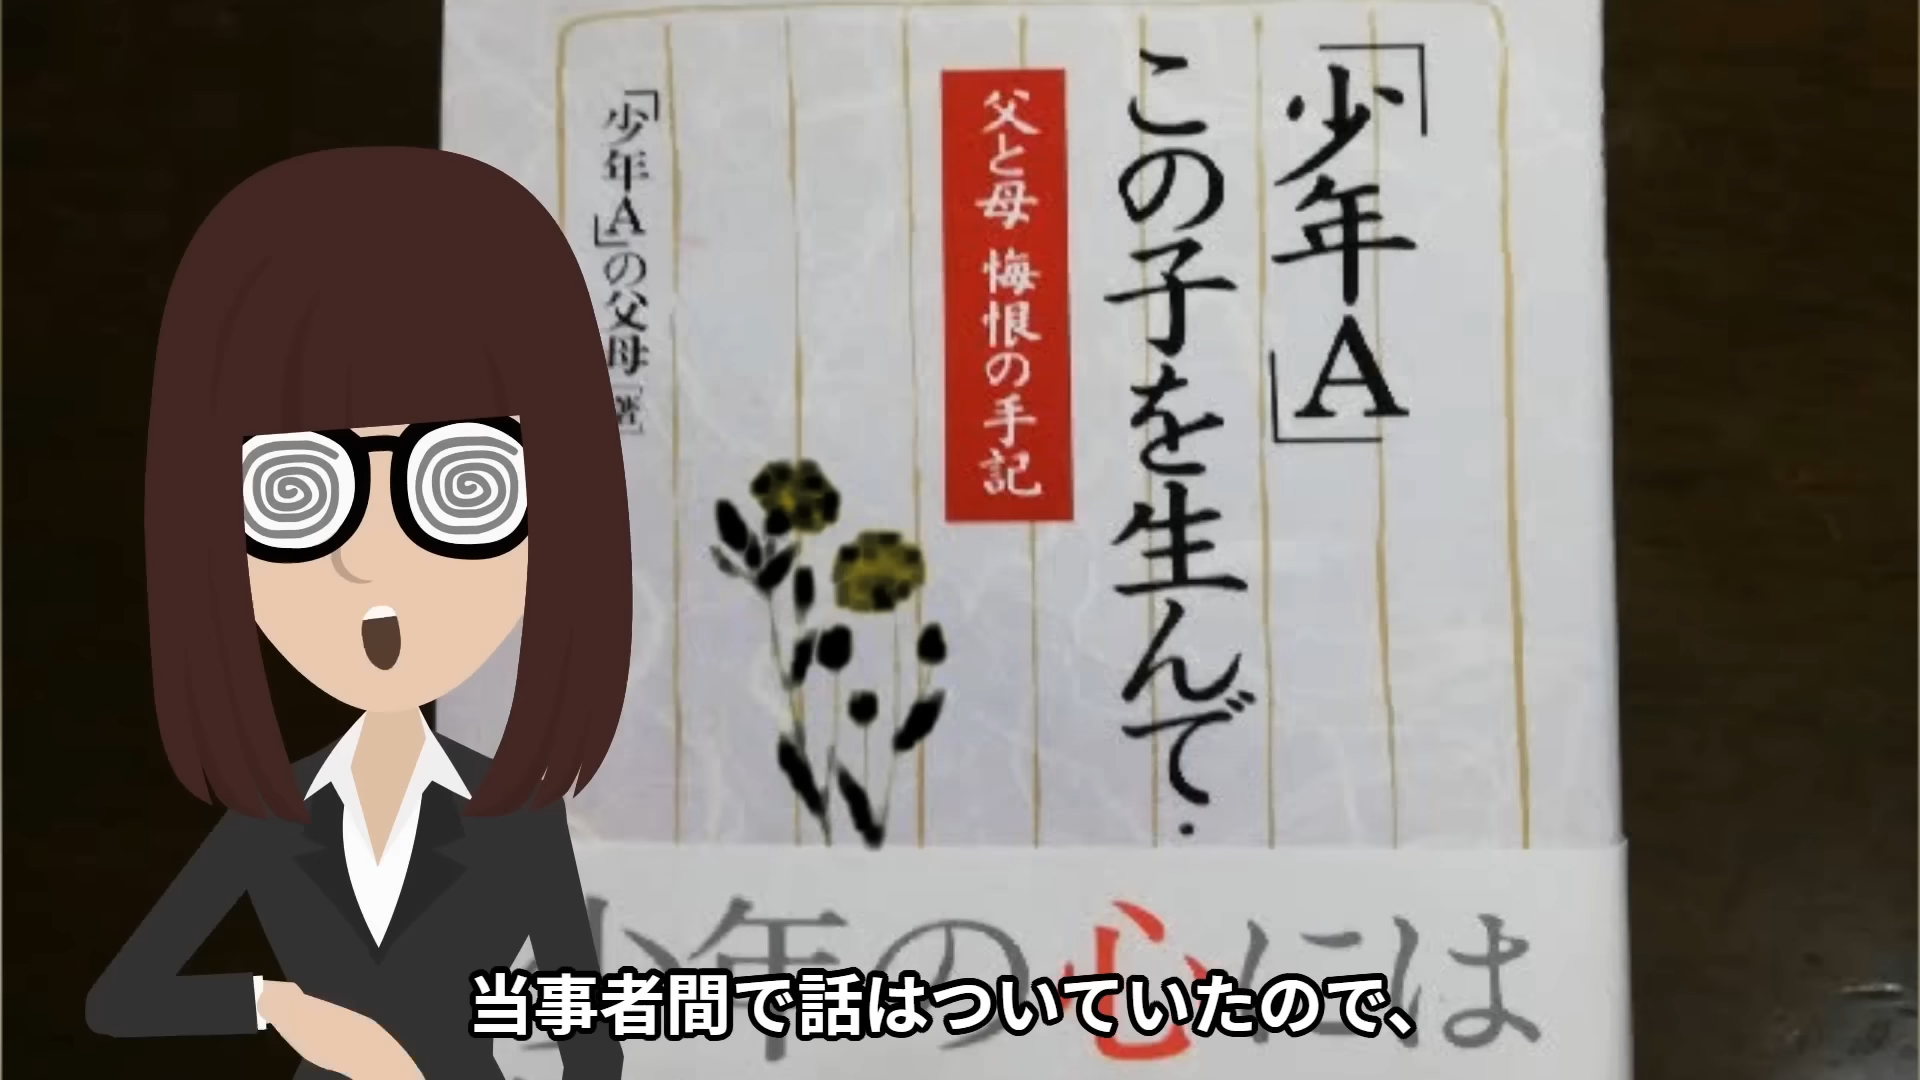 「少年A」
この子を生んで・
父と母 悔恨の手記
「少年A」の父母［著］
少年の心には
当事者間で話はついていたので、